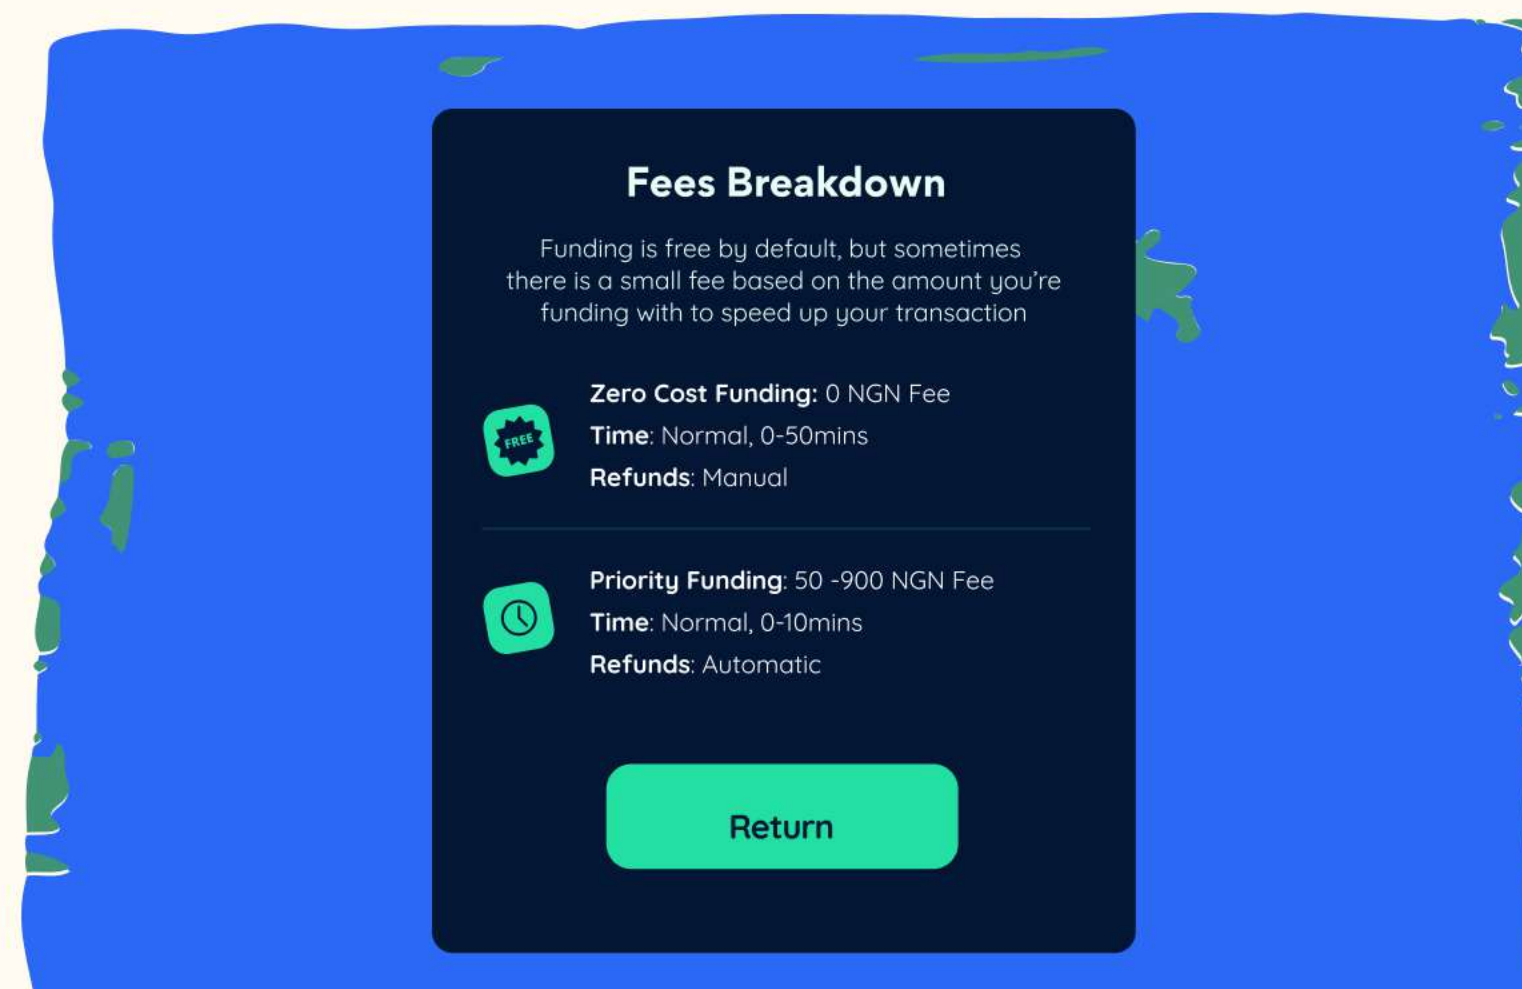 Fees Breakdown
Funding is free by default, but sometimes
there is a small fee based on the amount you’re
funding with to speed up your transaction
FREE
Zero Cost Funding: 0 NGN Fee
Time: Normal, 0-50mins
Refunds: Manual
Priority Funding: 50 -900 NGN Fee
Time: Normal, 0-10mins
Refunds: Automatic
Return